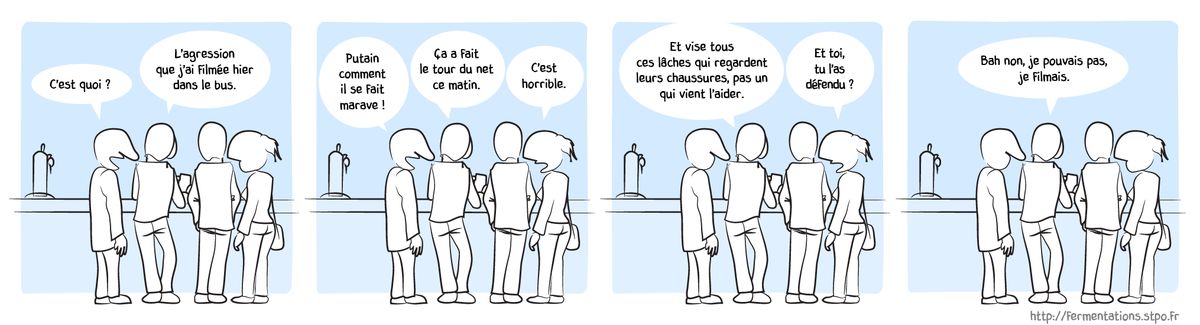 C'est quoi ?
L'agression
que j'ai filmée hier
dans le bus.
Putain
comment
il se fait
marave !
Ça a fait
le tour du net
ce matin.
C'est
horrible.
Et vise tous
ces lâches qui regardent
leurs chaussures, pas un
qui vient l'aider.
Et toi,
tu l'as
défendu ?
Bah non, je pouvais pas,
je filmais.
http://fermentations.stpo.fr